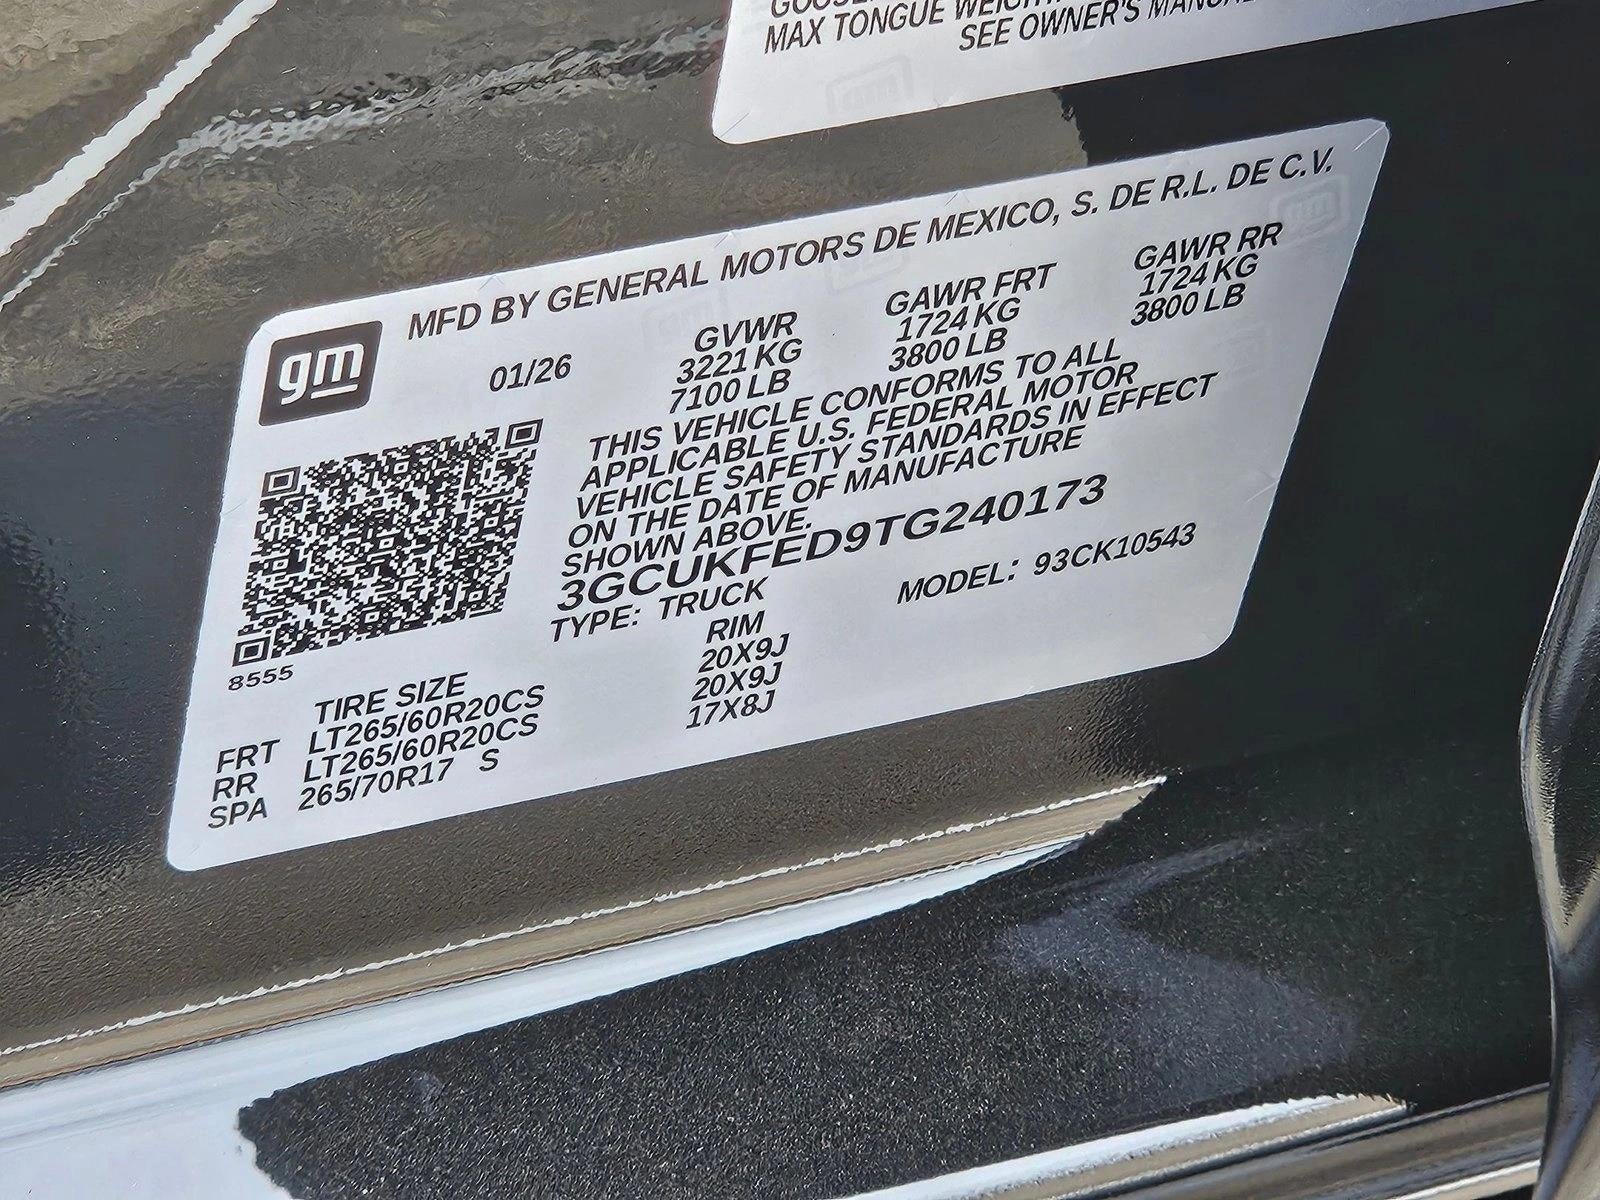 MAX TONGUE
SEE OWNER'S
gm
MFD BY GENERAL MOTORS DE MEXICO, S. DE R.L. DE C.V.
01/26
GVWR
3221 KG
7100 LB
GAWR FRT
1724 KG
3800 LB
GAWR RR
1724 KG
3800 LB
THIS VEHICLE CONFORMS TO ALL
APPLICABLE U.S. FEDERAL MOTOR
VEHICLE SAFETY STANDARDS IN EFFECT
ON THE DATE OF MANUFACTURE
SHOWN ABOVE.
3GCUKFED9TG240173
TYPE: TRUCK
MODEL: 93CK10543
8555
TIRE SIZE RIM
FRT LT265/60R20CS 20X9J
RR LT265/60R20CS 20X9J
SPA 265/70R17 S 17X8J